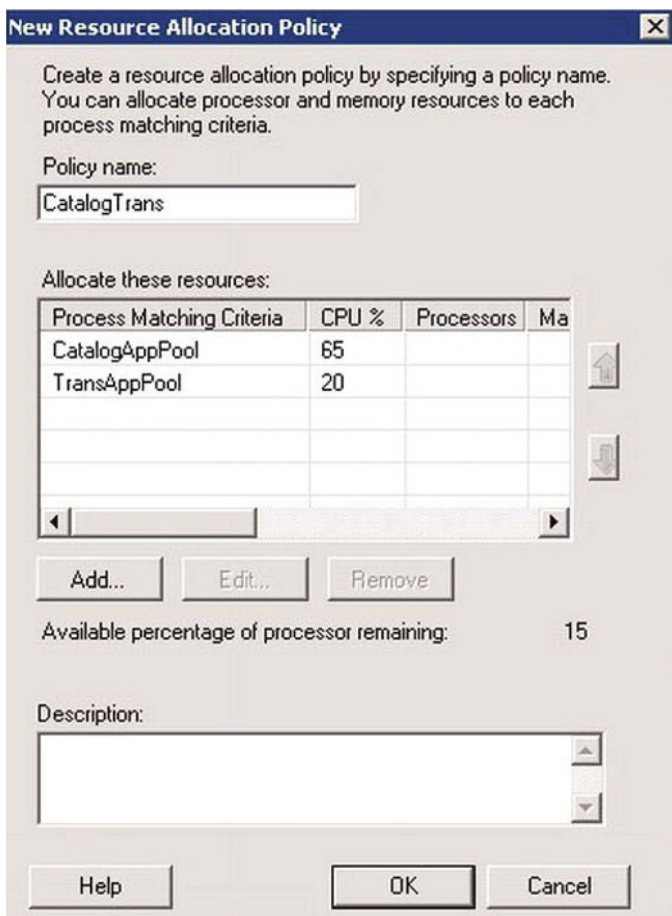 New Resource Allocation Policy
Create a resource allocation policy by specifying a policy name.
You can allocate processor and memory resources to each
process matching criteria.
Policy name:
CatalogTrans
Allocate these resources:
Process Matching Criteria CPU % Processors Ma
CatalogAppPool 65
TransAppPool 20
Add... Edit... Remove
Available percentage of processor remaining: 15
Description:
Help OK Cancel